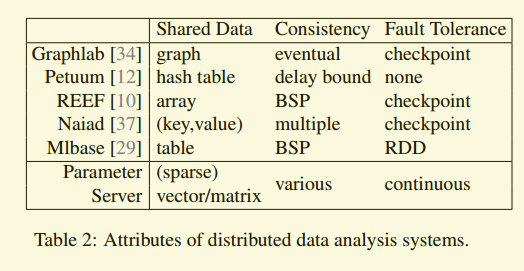 Shared Data Consistency Fault Tolerance
Graphlab [34] graph eventual checkpoint
Petuum [12] hash table delay bound none
REEF [10] array BSP checkpoint
Naiad [37] (key,value) multiple checkpoint
Mlbase [29] table BSP RDD
Parameter (sparse)
various continuous
Server vector/matrix
Table 2: Attributes of distributed data analysis systems.